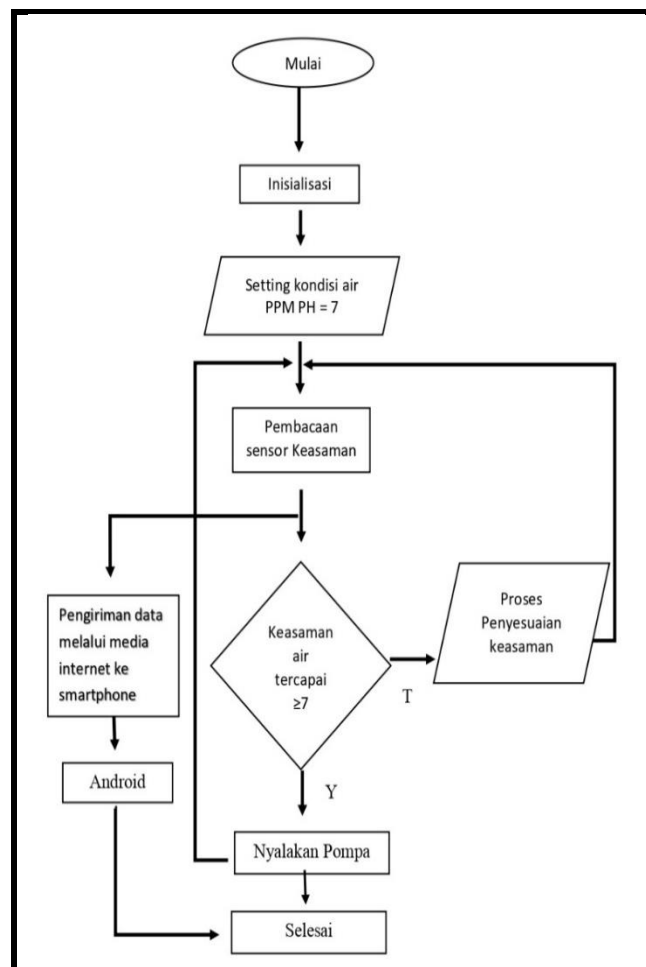 Mulai
Inisialisasi
Setting kondisi air
PPM PH = 7
Pembacaan
sensor Keasaman
Pengiriman data
melalui media
internet ke
smartphone
Keasaman
air
tercapai
≥7
Proses
Penyesuaian
keasaman
T
Android
Y
Nyalakan Pompa
Selesai